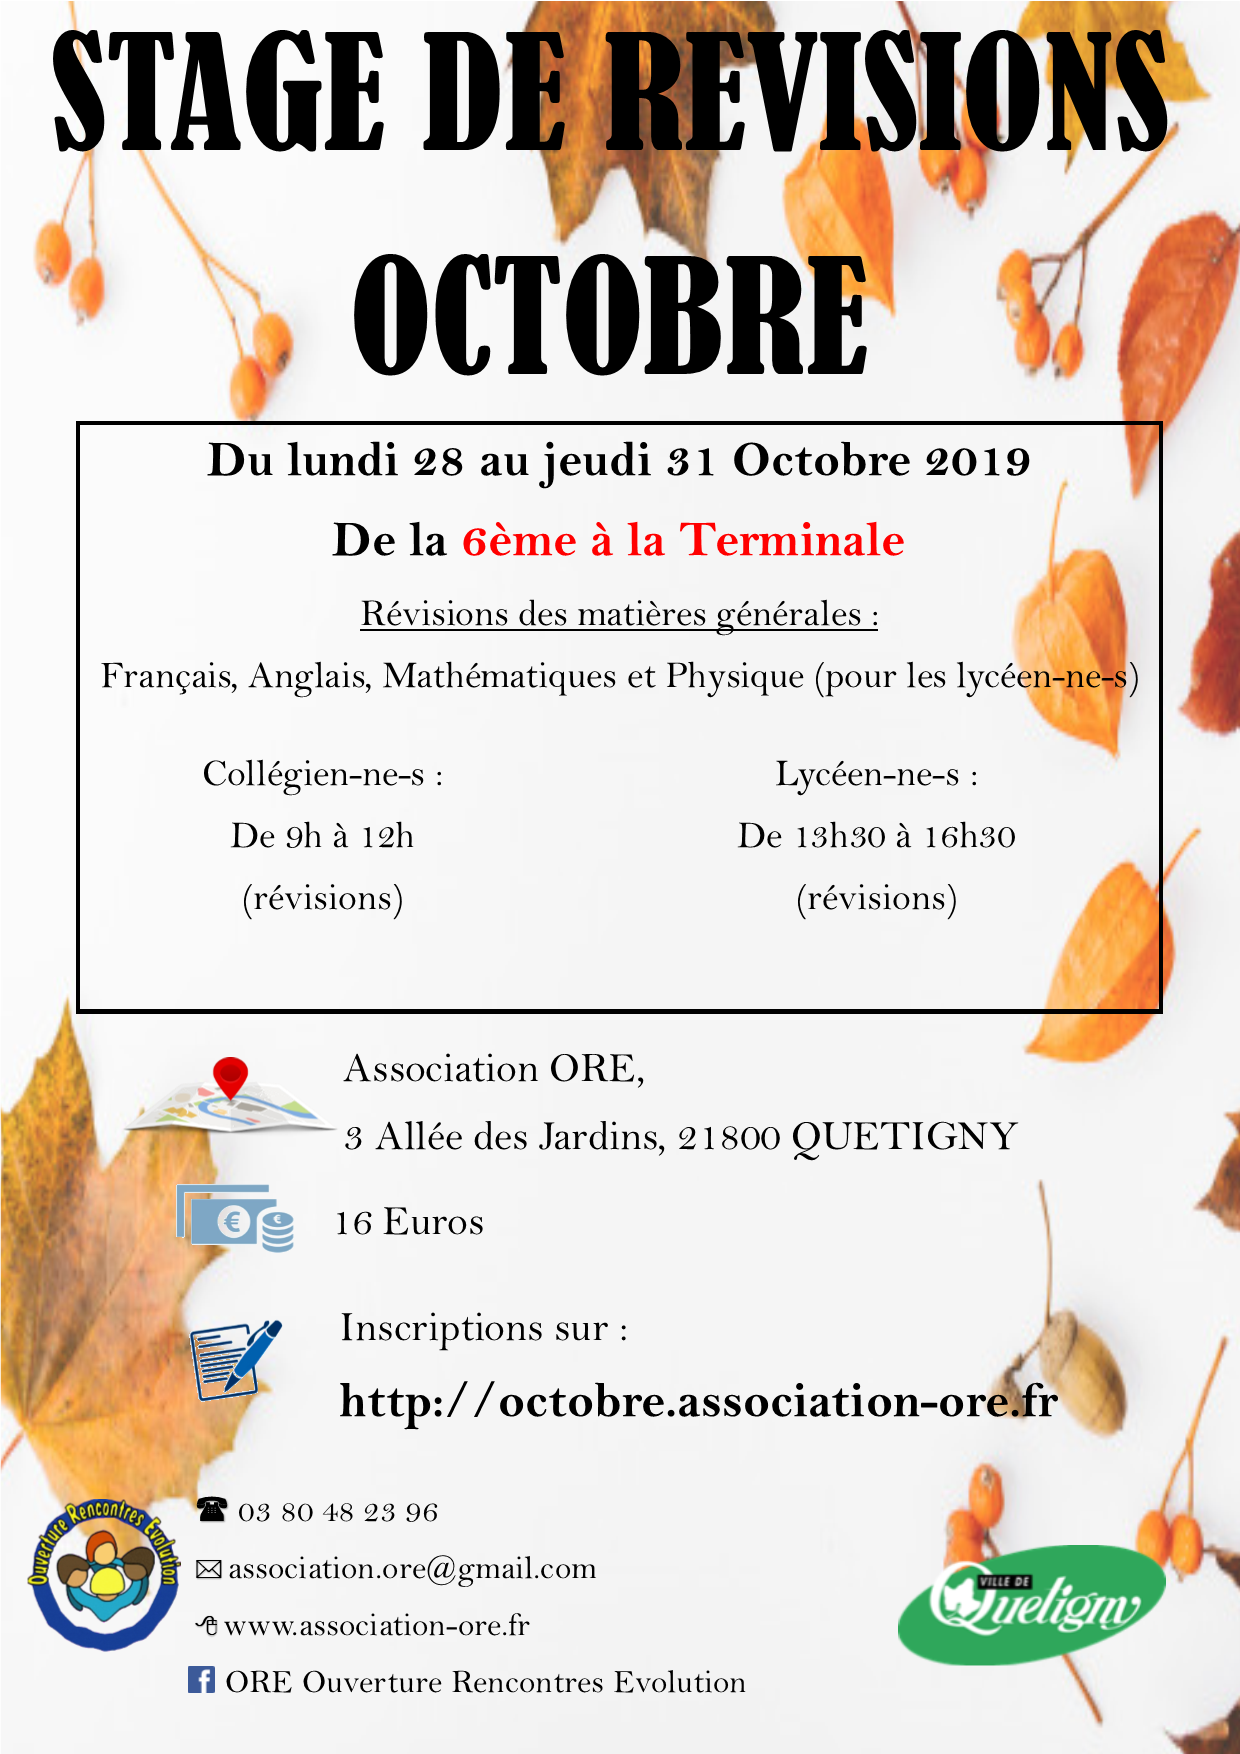 STAGE DE REVISIONS
OCTOBRE
Du lundi 28 au jeudi 31 Octobre 2019
De la 6ème à la Terminale
Révisions des matières générales :
Français, Anglais, Mathématiques et Physique (pour les lycéen-ne-s)
Collégien-ne-s :
De 9h à 12h
(révisions)
Lycéen-ne-s :
De 13h30 à 16h30
(révisions)
Association ORE,
3 Allée des Jardins, 21800 QUETIGNY
16 Euros
Inscriptions sur :
http://octobre.association-ore.fr
Ouverture Rencontres Evolution
03 80 48 23 96
association.ore@gmail.com
www.association-ore.fr
ORE Ouverture Rencontres Evolution
VILLE DE
Quetigny